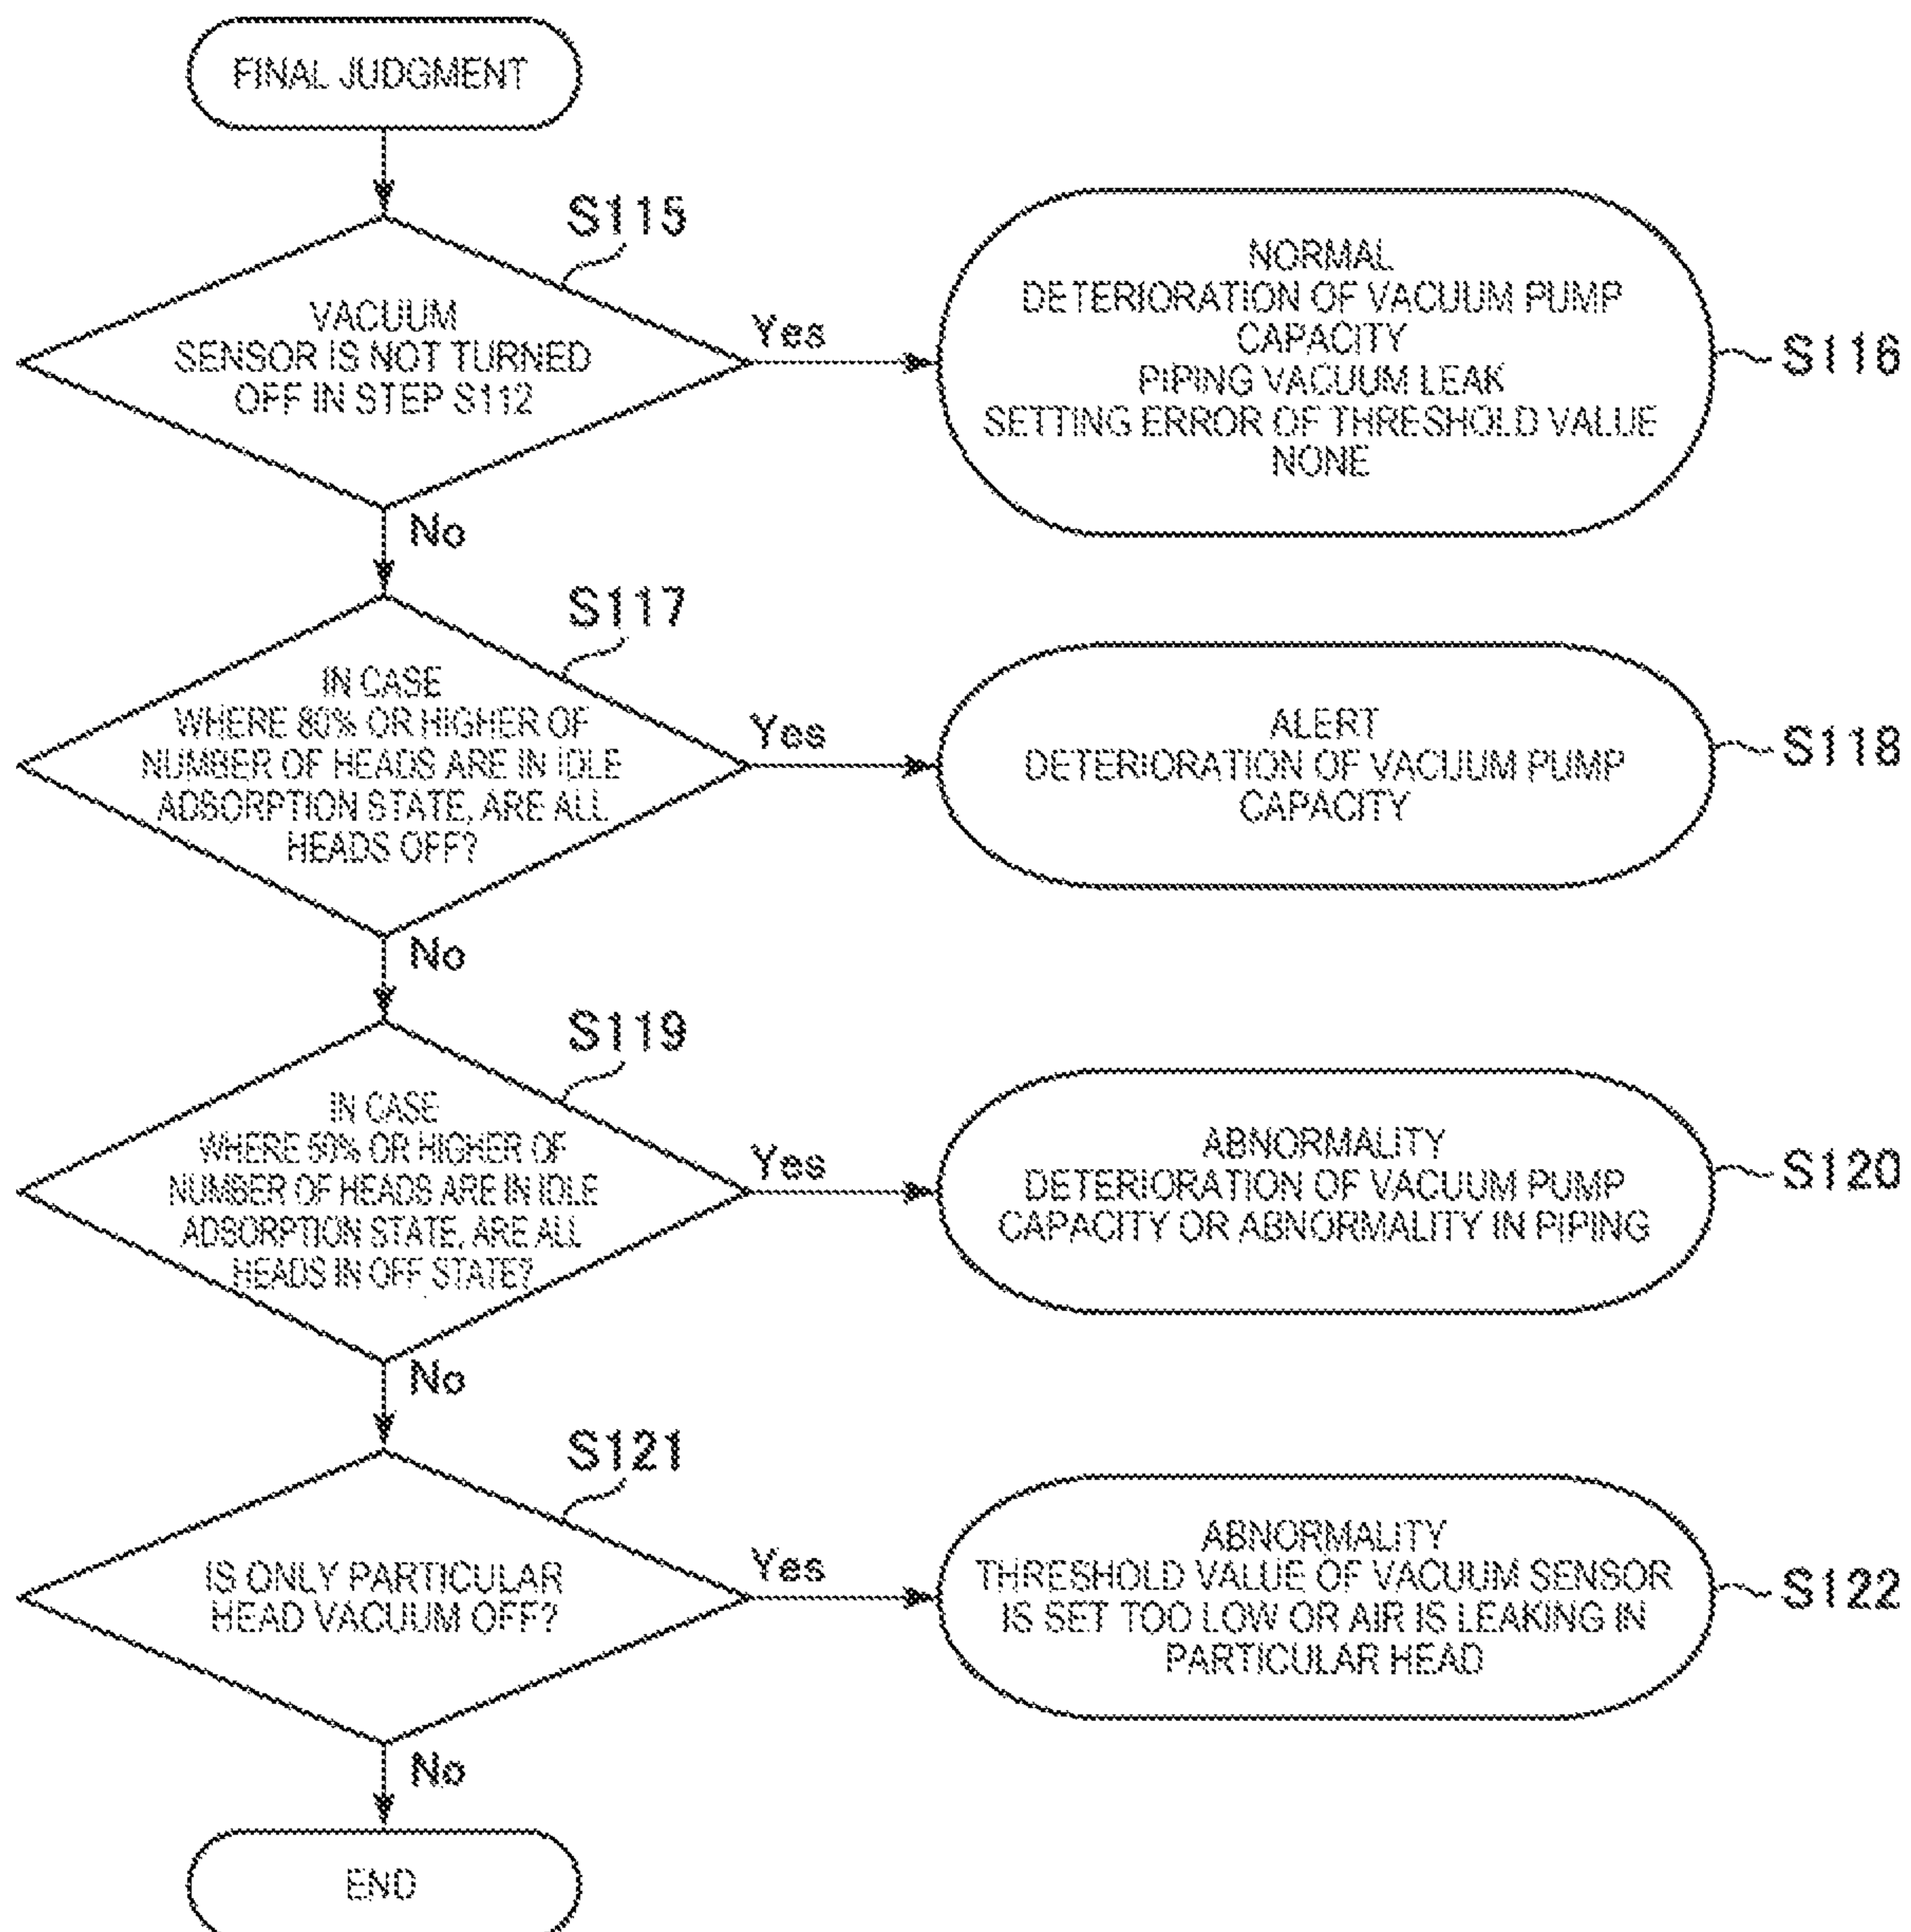 FINAL JUDGMENT
S115
VACUUM
SENSOR IS NOT TURNED
OFF IN STEP S112
Yes
NORMAL
DETERIORATION OF VACUUM PUMP
CAPACITY
PIPING VACUUM LEAK
SETTING ERROR OF THRESHOLD VALUE
NONE
S116
No
S117
IN CASE
WHERE 80% OR HIGHER OF
NUMBER OF HEADS ARE IN IDLE
ADSORPTION STATE, ARE ALL
HEADS OFF?
Yes
ALERT
DETERIORATION OF VACUUM PUMP
CAPACITY
S118
No
S119
IN CASE
WHERE 50% OR HIGHER OF
NUMBER OF HEADS ARE IN IDLE
ADSORPTION STATE, ARE ALL
HEADS IN OFF STATE?
Yes
ABNORMALITY
DETERIORATION OF VACUUM PUMP
CAPACITY OR ABNORMALITY IN PIPING
S120
No
S121
IS ONLY PARTICULAR
HEAD VACUUM OFF?
Yes
ABNORMALITY
THRESHOLD VALUE OF VACUUM SENSOR
IS SET TOO LOW OR AIR IS LEAKING IN
PARTICULAR HEAD
S122
No
END